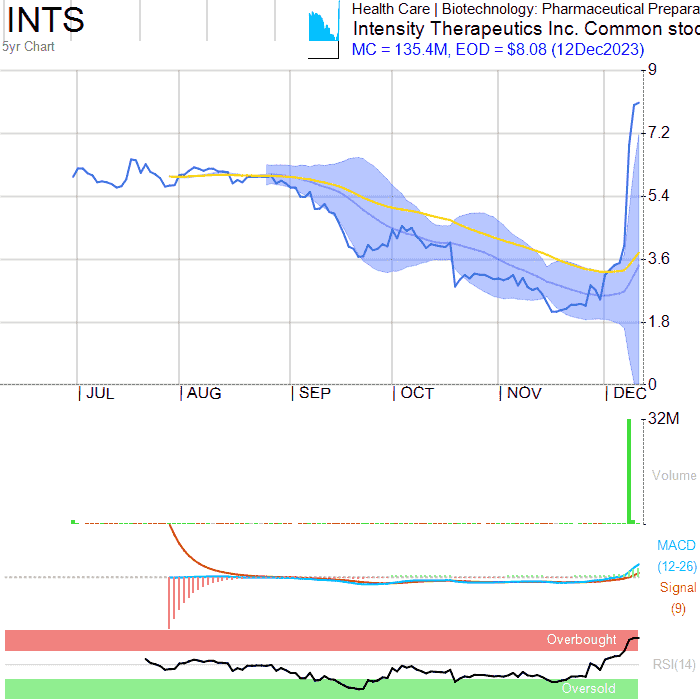 INTS
5yr Chart
Health Care | Biotechnology: Pharmaceutical Prepara
Intensity Therapeutics Inc. Common stoc
MC = 135.4M, EOD = $8.08 (12Dec2023)
9
7.2
5.4
3.6
1.8
0
| JUL | AUG | SEP | OCT | NOV | DEC
32M
Volume
MACD
(12-26)
Signal
(9)
Overbought
RSI(14)
Oversold